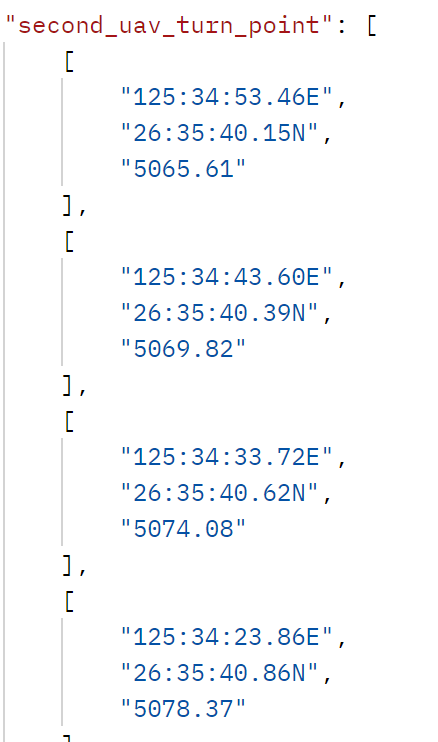 "second_uav_turn_point": [
[
"125:34:53.46E",
"26:35:40.15N",
"5065.61"
],
[
"125:34:43.60E",
"26:35:40.39N",
"5069.82"
],
[
"125:34:33.72E",
"26:35:40.62N",
"5074.08"
],
[
"125:34:23.86E",
"26:35:40.86N",
"5078.37"
]